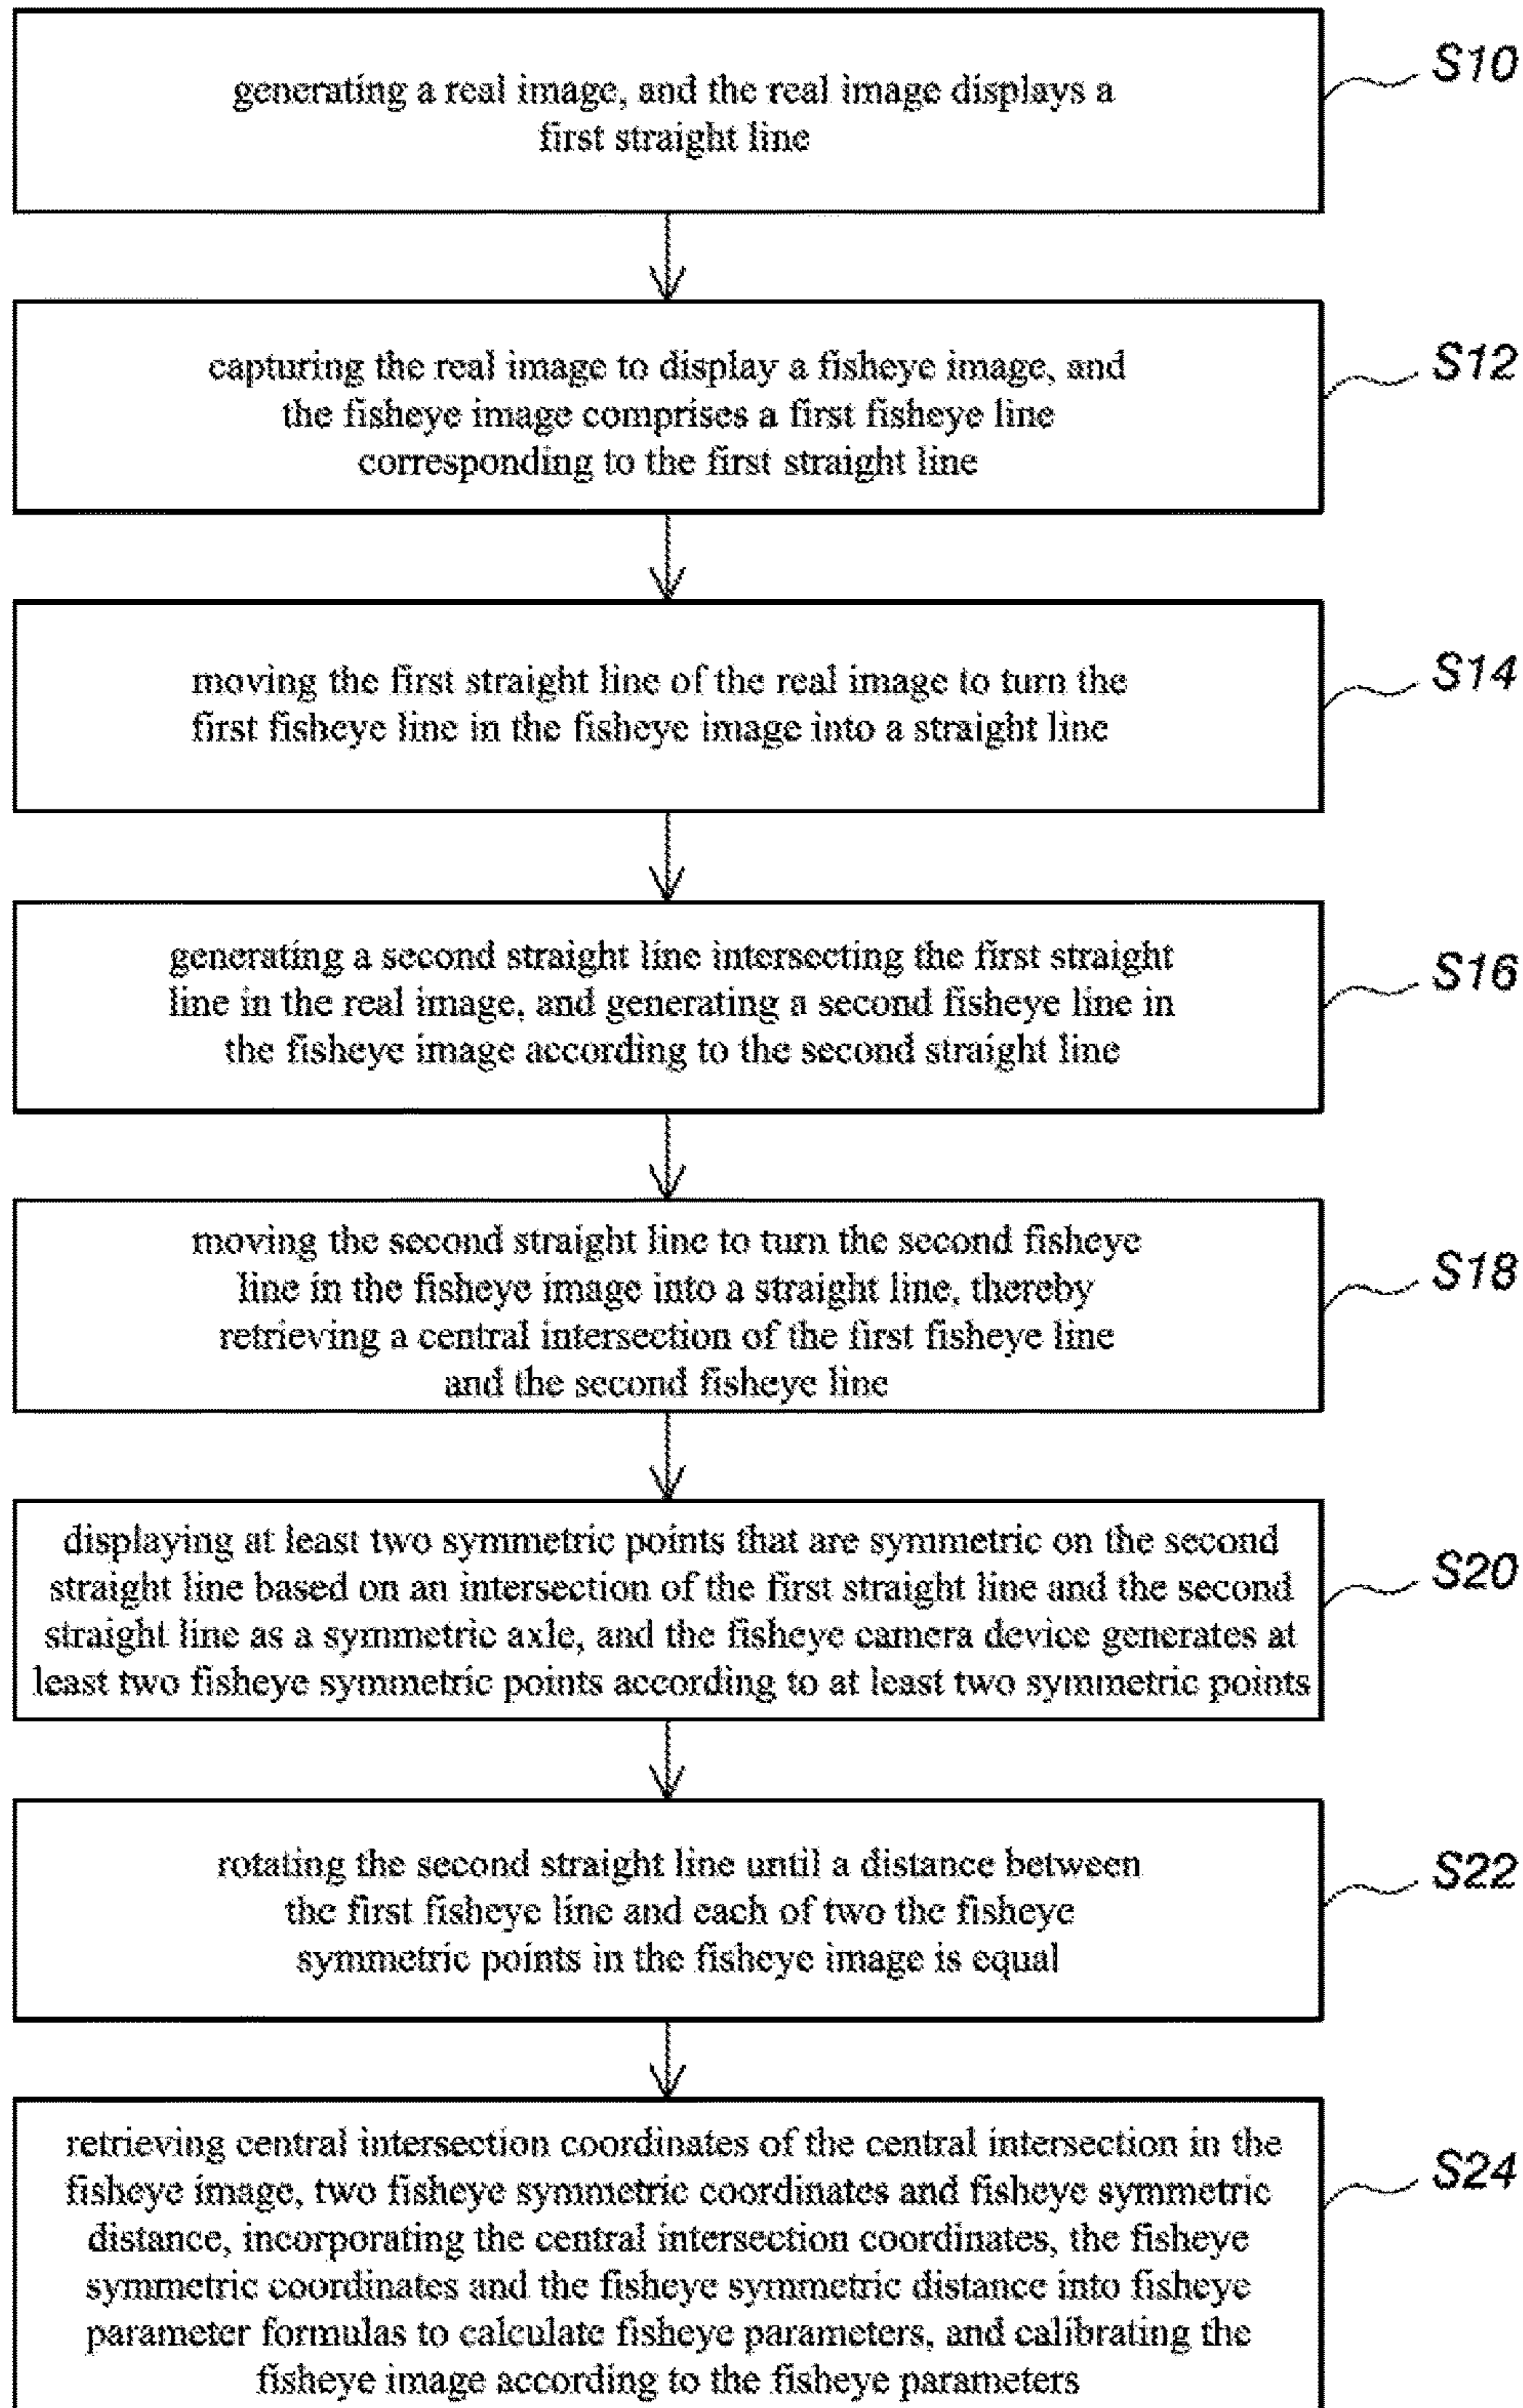 generating a real image, and the real image displays a
first straight line
S10
capturing the real image to display a fisheye image, and
the fisheye image comprises a first fisheye line
corresponding to the first straight line
S12
moving the first straight line of the real image to turn the
first fisheye line in the fisheye image into a straight line
S14
generating a second straight line intersecting the first straight
line in the real image, and generating a second fisheye line in
the fisheye image according to the second straight line
S16
moving the second straight line to turn the second fisheye
line in the fisheye image into a straight line, thereby
retrieving a central intersection of the first fisheye line
and the second fisheye line
S18
displaying at least two symmetric points that are symmetric on the second
straight line based on an intersection of the first straight line and the second
straight line as a symmetric axle, and the fisheye camera device generates at
least two fisheye symmetric points according to at least two symmetric points
S20
rotating the second straight line until a distance between
the first fisheye line and each of two the fisheye
symmetric points in the fisheye image is equal
S22
retrieving central intersection coordinates of the central intersection in the
fisheye image, two fisheye symmetric coordinates and fisheye symmetric
distance, incorporating the central intersection coordinates, the fisheye
symmetric coordinates and the fisheye symmetric distance into fisheye
parameter formulas to calculate fisheye parameters, and calibrating the
fisheye image according to the fisheye parameters
S24